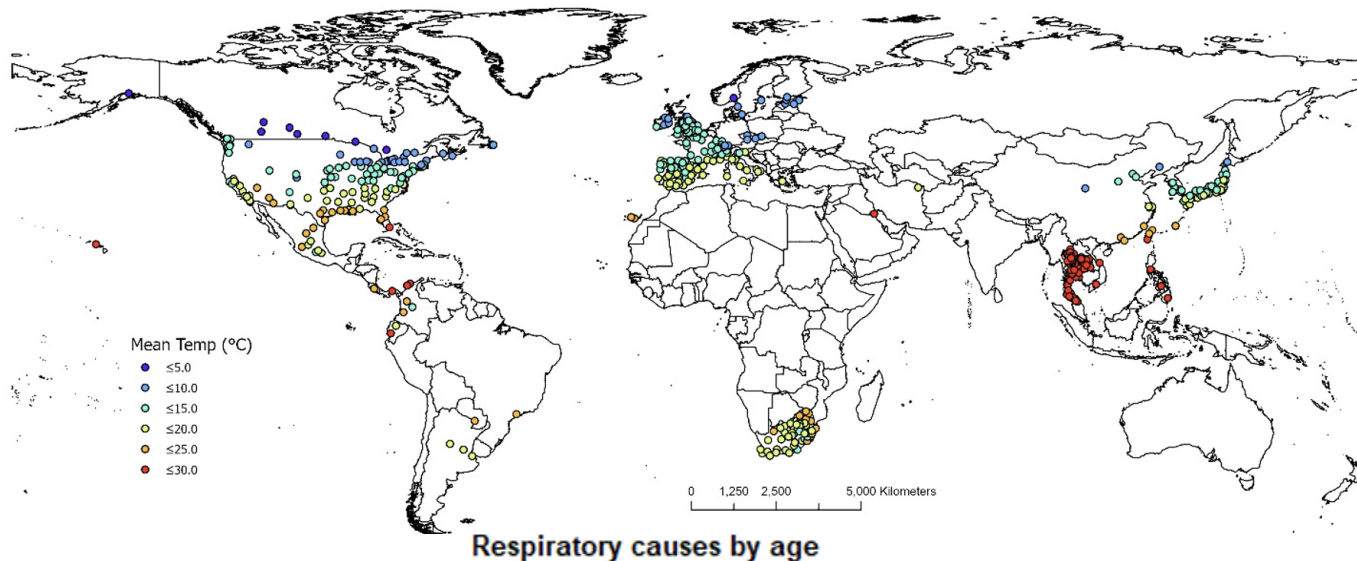 Mean Temp (°C)
≤5.0
≤10.0
≤15.0
≤20.0
≤25.0
≤30.0
0 1,250 2,500 5,000 Kilometers
Respiratory causes by age